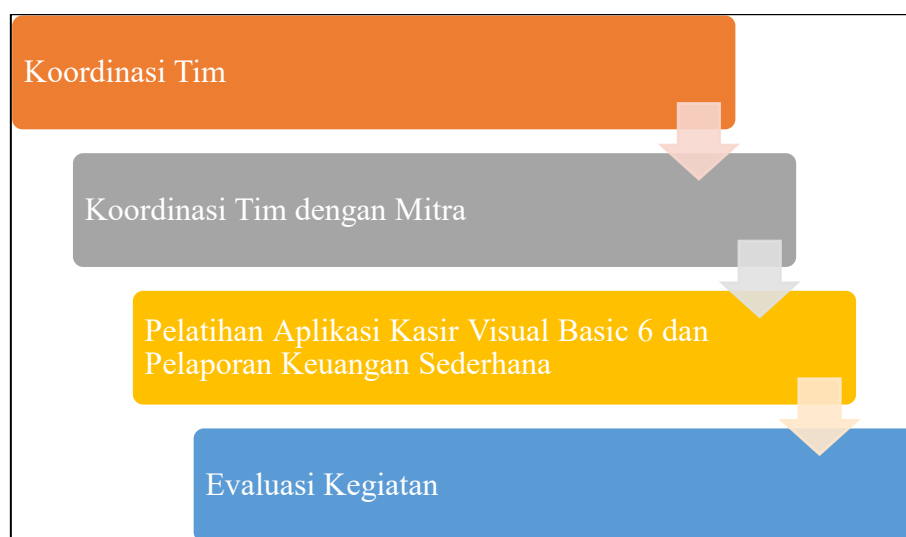 Koordinasi Tim
Koordinasi Tim dengan Mitra
Pelatihan Aplikasi Kasir Visual Basic 6 dan
Pelaporan Keuangan Sederhana
Evaluasi Kegiatan